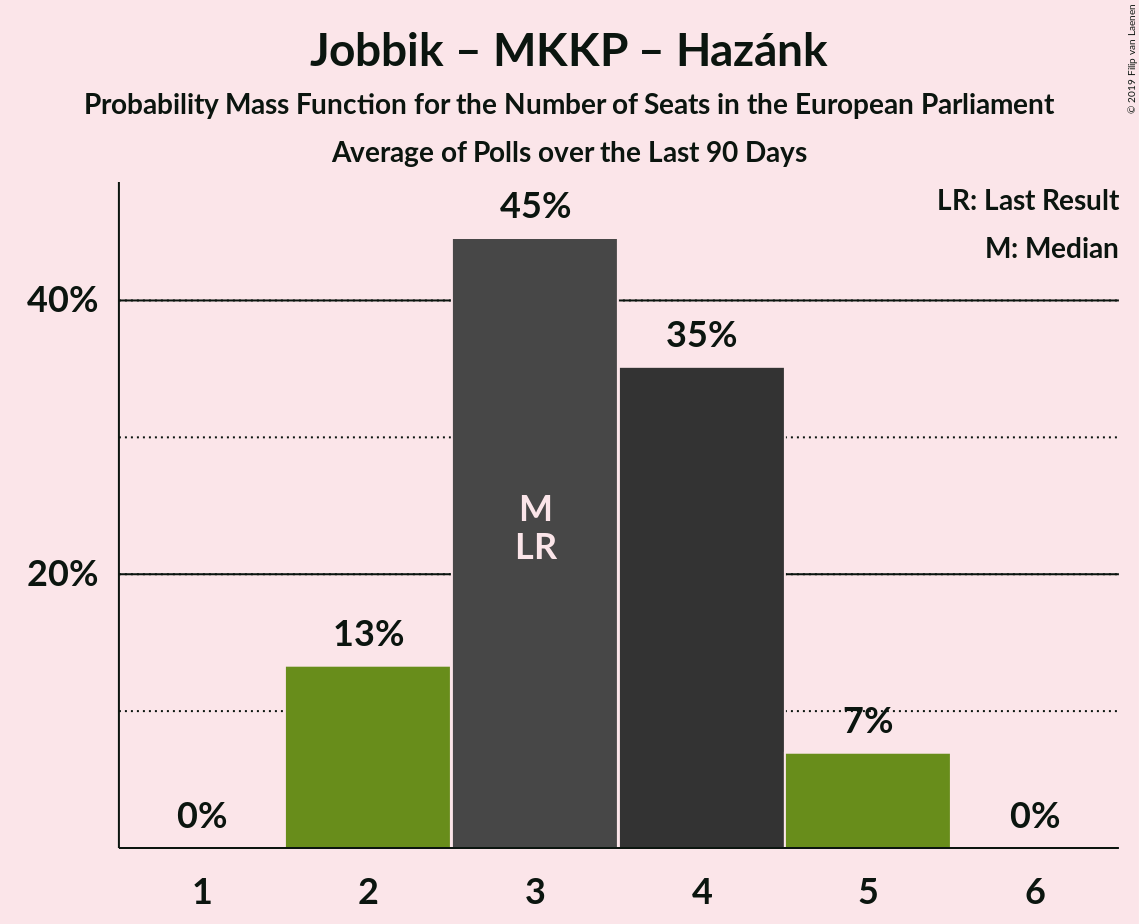 Jobbik – MKKP – Hazánk
Probability Mass Function for the Number of Seats in the European Parliament
Average of Polls over the Last 90 Days
© 2019 Filip van Laenen
LR: Last Result
M: Median
45%
40%
35%
M
LR
20%
13%
7%
0%
0%
1
2
3
4
5
6